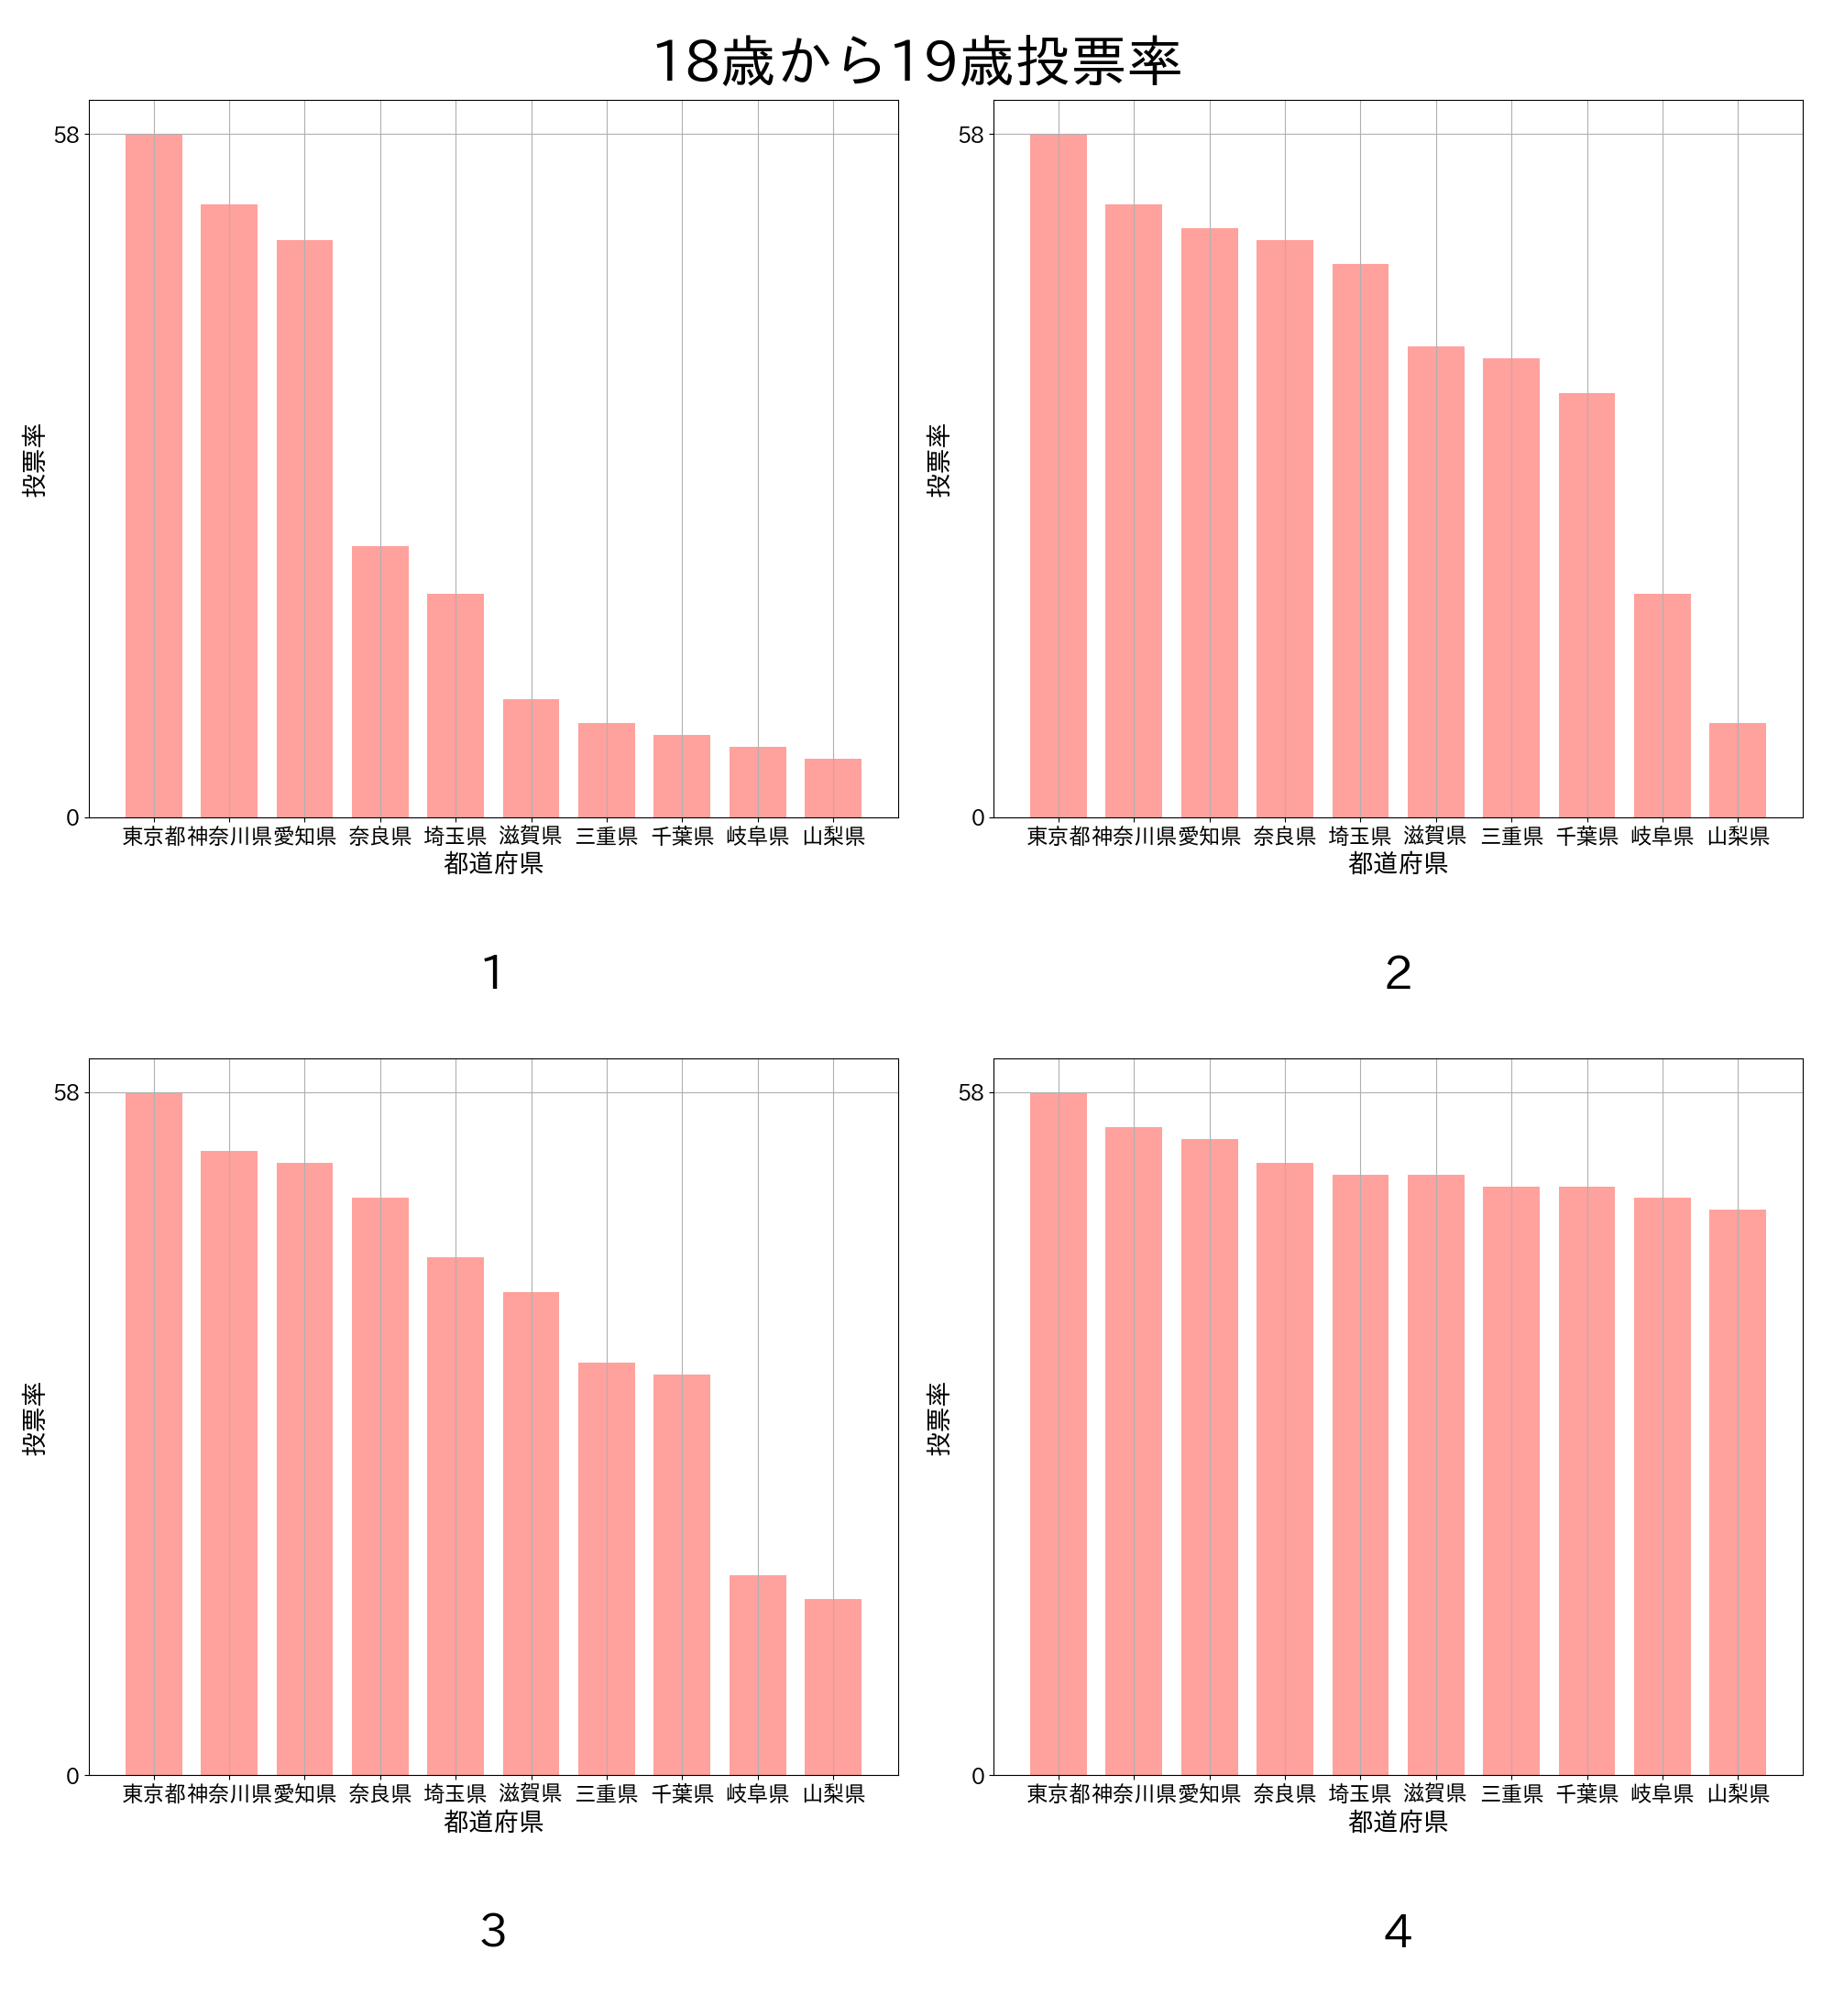 18歳から19歳投票率
58
0
投票率
東京都 神奈川県 愛知県 奈良県 埼玉県 滋賀県 三重県 千葉県 岐阜県 山梨県
都道府県
1
58
0
投票率
東京都 神奈川県 愛知県 奈良県 埼玉県 滋賀県 三重県 千葉県 岐阜県 山梨県
都道府県
2
58
0
投票率
東京都 神奈川県 愛知県 奈良県 埼玉県 滋賀県 三重県 千葉県 岐阜県 山梨県
都道府県
3
58
0
投票率
東京都 神奈川県 愛知県 奈良県 埼玉県 滋賀県 三重県 千葉県 岐阜県 山梨県
都道府県
4